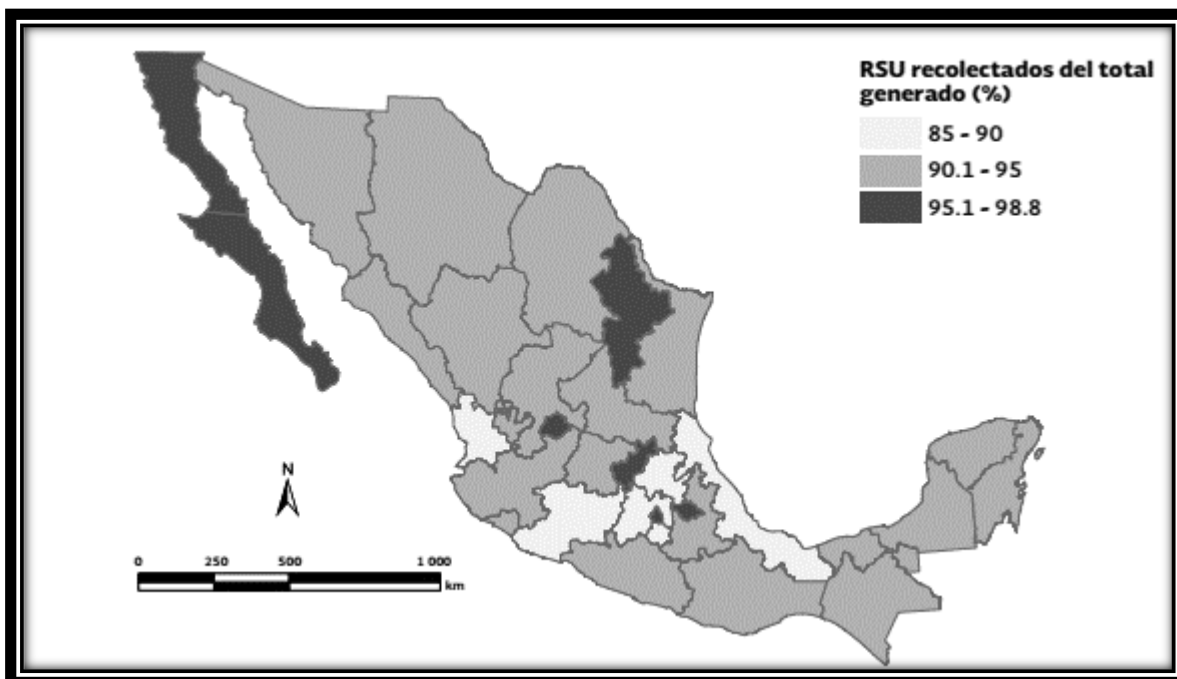 RSU recolectados del total
generado (%)
85 - 90
90.1 - 95
95.1 - 98.8
N
0 250 500 1 000
km